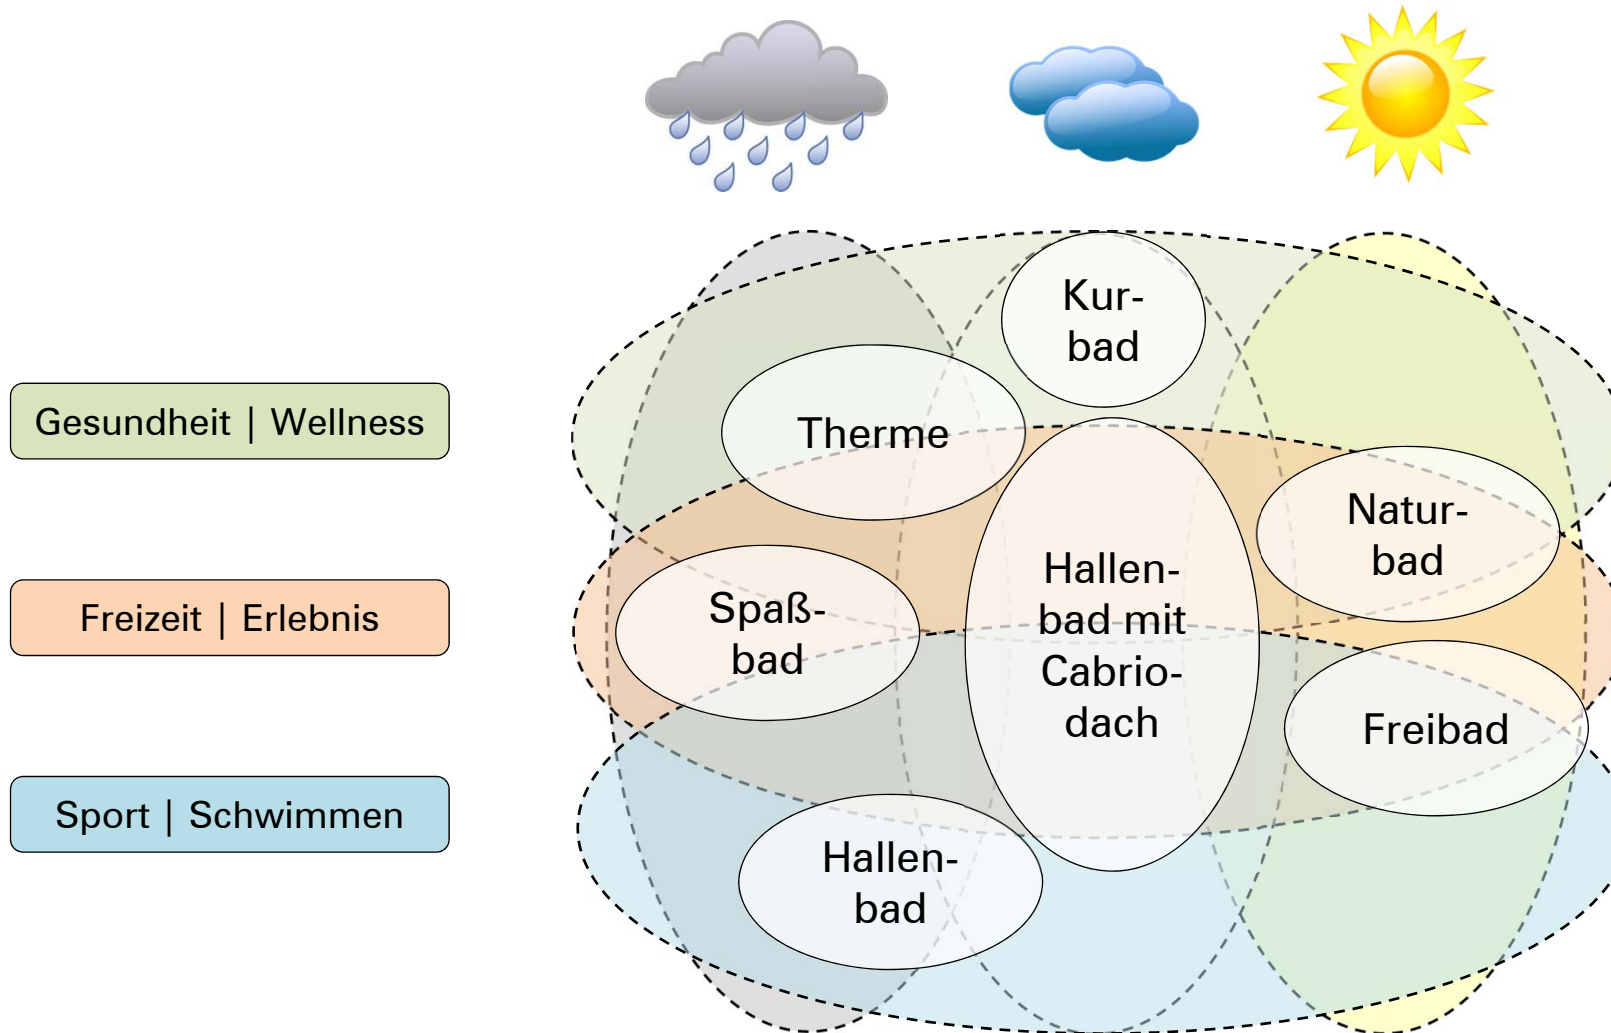 Kur-
bad
Gesundheit | Wellness
Therme
Natur-
bad
Freizeit | Erlebnis
Spaß-
bad
Hallen-
bad mit
Cabrio-
dach
Freibad
Sport | Schwimmen
Hallen-
bad